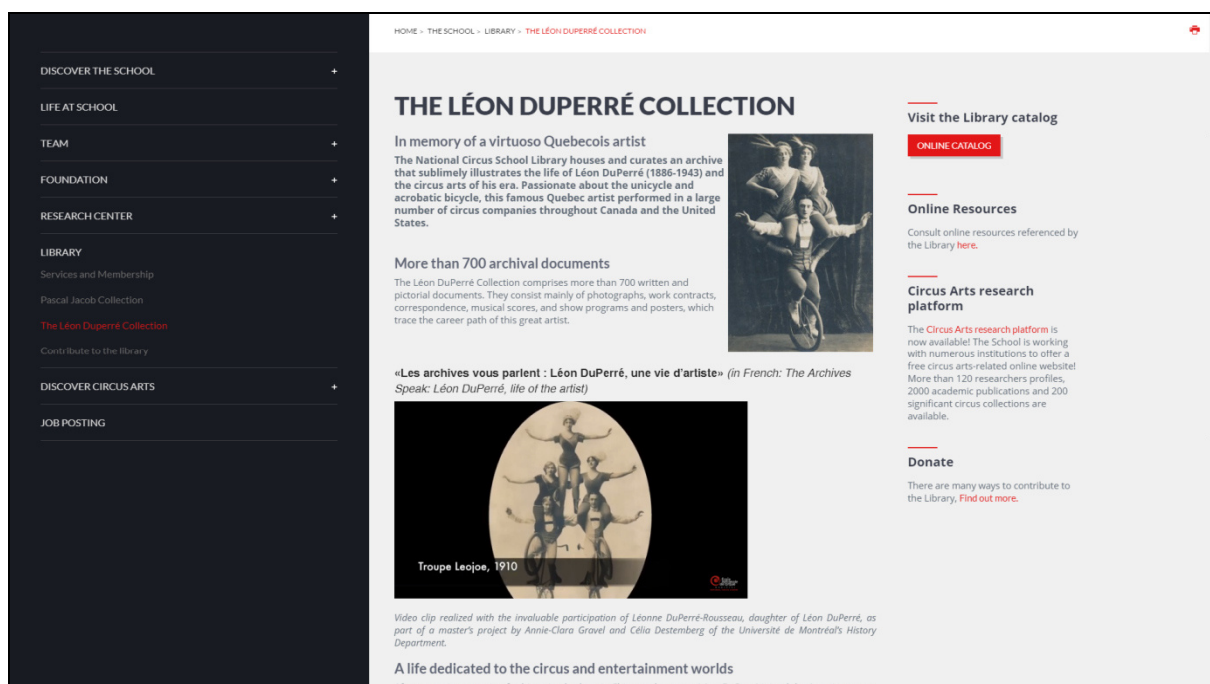 HOME > THE SCHOOL > LIBRARY > THE LÉON DUPERRÉ COLLECTION
DISCOVER THE SCHOOL +
LIFE AT SCHOOL
TEAM +
FOUNDATION +
RESEARCH CENTER +
LIBRARY
Services and Membership
Pascal Jacob Collection
The Léon Duperré Collection
Contribute to the library
DISCOVER CIRCUS ARTS +
JOB POSTING
THE LÉON DUPERRÉ COLLECTION
In memory of a virtuoso Quebecois artist
The National Circus School Library houses and curates an archive
that sublimely illustrates the life of Léon DuPerré (1886-1943) and
the circus arts of his era. Passionate about the unicycle and
acrobatic bicycle, this famous Quebec artist performed in a large
number of circus companies throughout Canada and the United
States.
More than 700 archival documents
The Léon DuPerré Collection comprises more than 700 written and
pictorial documents. They consist mainly of photographs, work contracts,
correspondence, musical scores, and show programs and posters, which
trace the career path of this great artist.
«Les archives vous parlent : Léon DuPerré, une vie d'artiste» (in French: The Archives
Speak: Léon DuPerré, life of the artist)
Troupe Leojoe, 1910
Video clip realized with the invaluable participation of Léanne DuPerré-Rousseau, daughter of Léon DuPerré, as
part of a master's project by Annie-Clara Gravel and Célia Destemberg of the Université de Montréal's History
Department.
A life dedicated to the circus and entertainment worlds
Visit the Library catalog
ONLINE CATALOG
Online Resources
Consult online resources referenced by
the Library here.
Circus Arts research
platform
The Circus Arts research platform is
now available! The School is working
with numerous institutions to offer a
free circus arts-related online website!
More than 120 researchers profiles,
2000 academic publications and 200
significant circus collections are
available.
Donate
There are many ways to contribute to
the Library, Find out more.